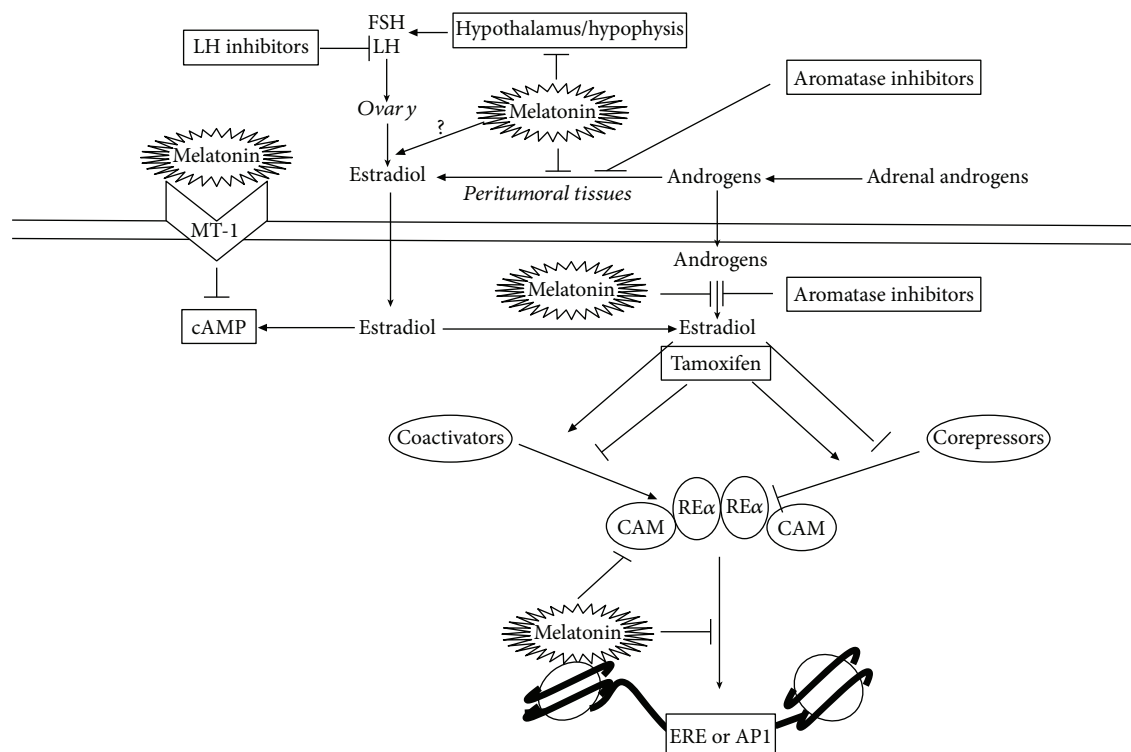 FSH
Hypothalamus/hypophysis
LH inhibitors
LH
Aromatase inhibitors
Ovary
Melatonin
?
Melatonin
Estradiol
Androgens
Adrenal androgens
Peritumoral tissues
MT-1
Androgens
Melatonin
Aromatase inhibitors
cAMP
Estradiol
Estradiol
Tamoxifen
Coactivators
Corepressors
REα
REα
CAM
CAM
Melatonin
ERE or AP1